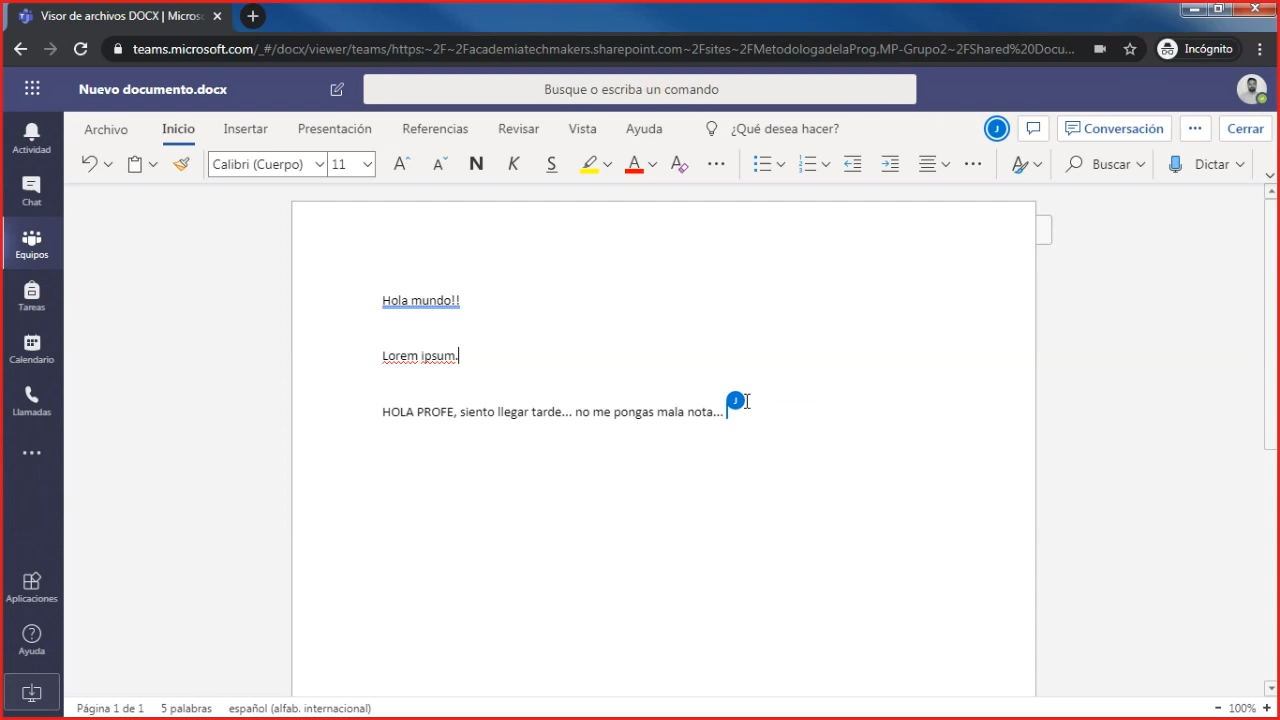 Visor de archivos DOCX | Micros
teams.microsoft.com/_#/docx/viewer/teams/https:~2F~2Facademiatechmakers.sharepoint.com~2Fsites~2FMetodologadelaProg.MP-Grupo2~2FShared%20Docu...
Incógnito
Nuevo documento.docx
Busque o escriba un comando
Archivo Inicio Insertar Presentación Referencias Revisar Vista Ayuda ¿Qué desea hacer? J Conversación ... Cerrar
Calibri (Cuerpo) 11 A A N K S A A ... Buscar Dictar
Actividad
Chat
Equipos
Tareas
Calendario
Llamadas
Aplicaciones
Ayuda
Hola mundo!!
Lorem ipsum.
J
HOLA PROFE, siento llegar tarde... no me pongas mala nota...
Página 1 de 1 5 palabras español (alfab. internacional) - 100% +